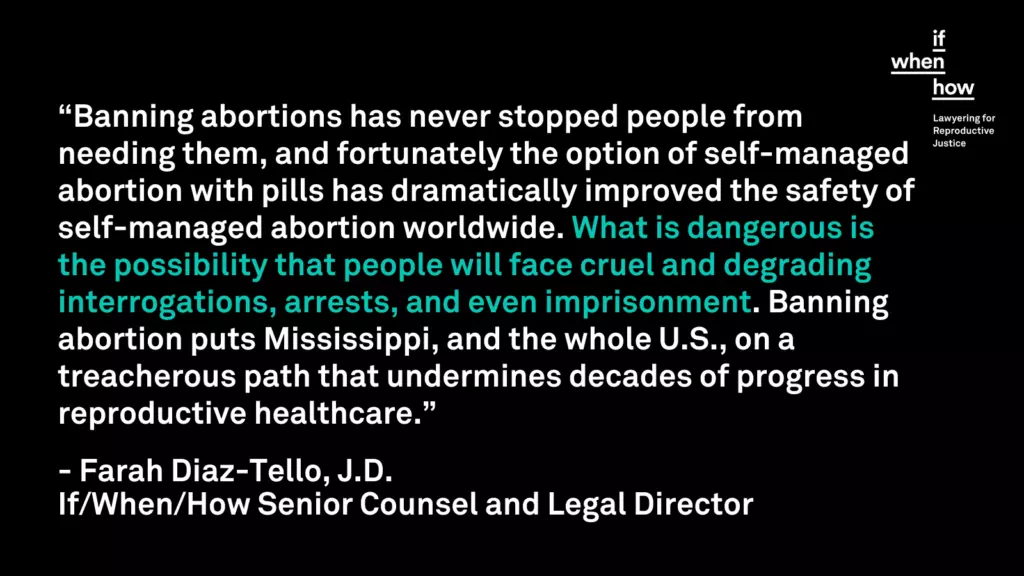 if
when
how
Lawyering for
Reproductive
Justice
“Banning abortions has never stopped people from
needing them, and fortunately the option of self-managed
abortion with pills has dramatically improved the safety of
self-managed abortion worldwide. What is dangerous is
the possibility that people will face cruel and degrading
interrogations, arrests, and even imprisonment. Banning
abortion puts Mississippi, and the whole U.S., on a
treacherous path that undermines decades of progress in
reproductive healthcare.”
- Farah Diaz-Tello, J.D.
If/When/How Senior Counsel and Legal Director